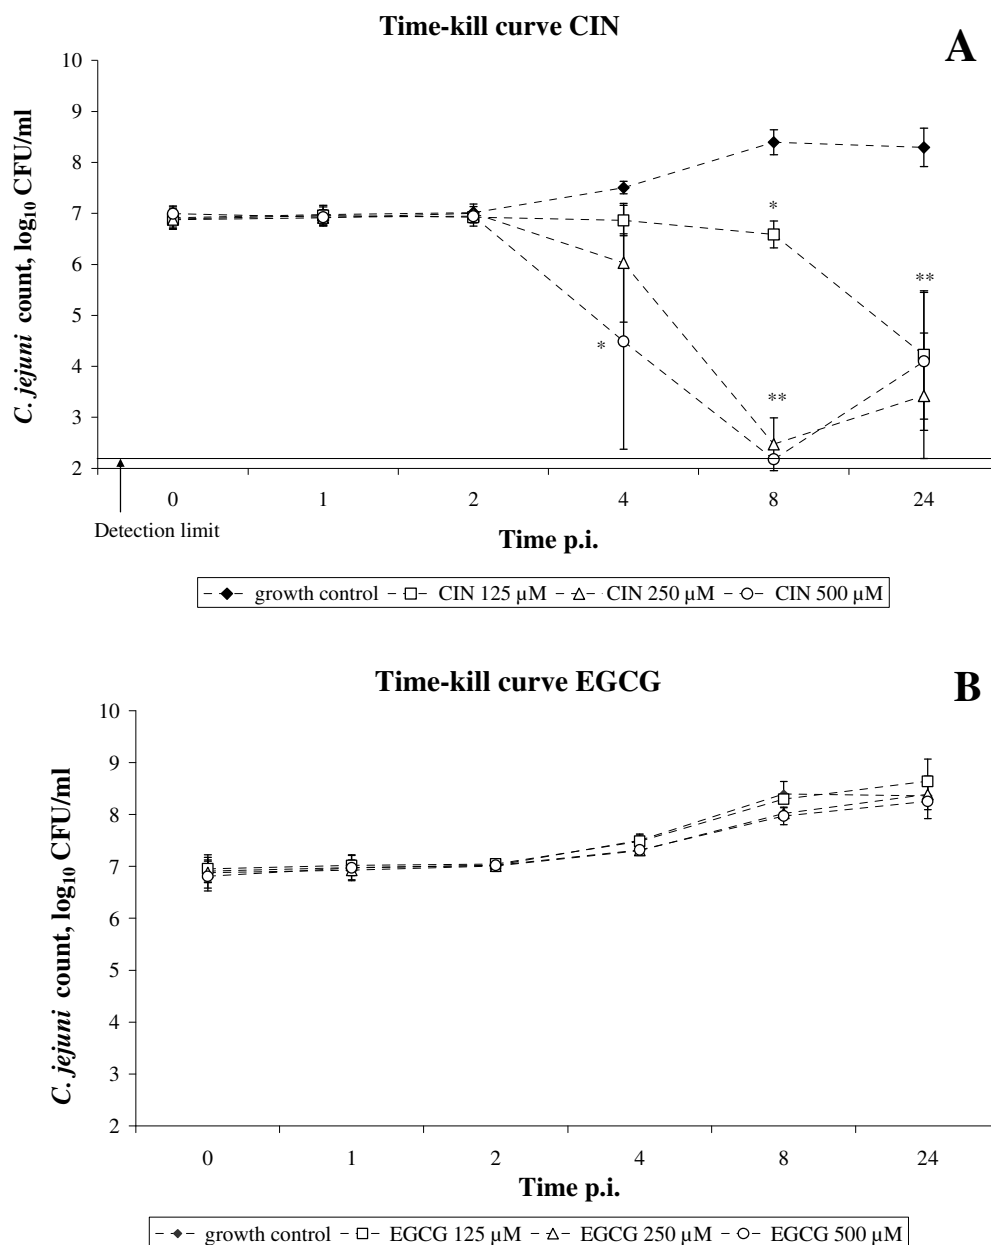 Time-kill curve CIN
A
C. jejuni count, log10 CFU/ml
10
9
8
7
6
5
4
3
2
*
*
**
**
0 1 2 4 8 24
Detection limit
Time p.i.
growth control CIN 125 µM CIN 250 µM CIN 500 µM
Time-kill curve EGCG
B
C. jejuni count, log10 CFU/ml
10
9
8
7
6
5
4
3
2
0 1 2 4 8 24
Time p.i.
growth control EGCG 125 µM EGCG 250 µM EGCG 500 µM